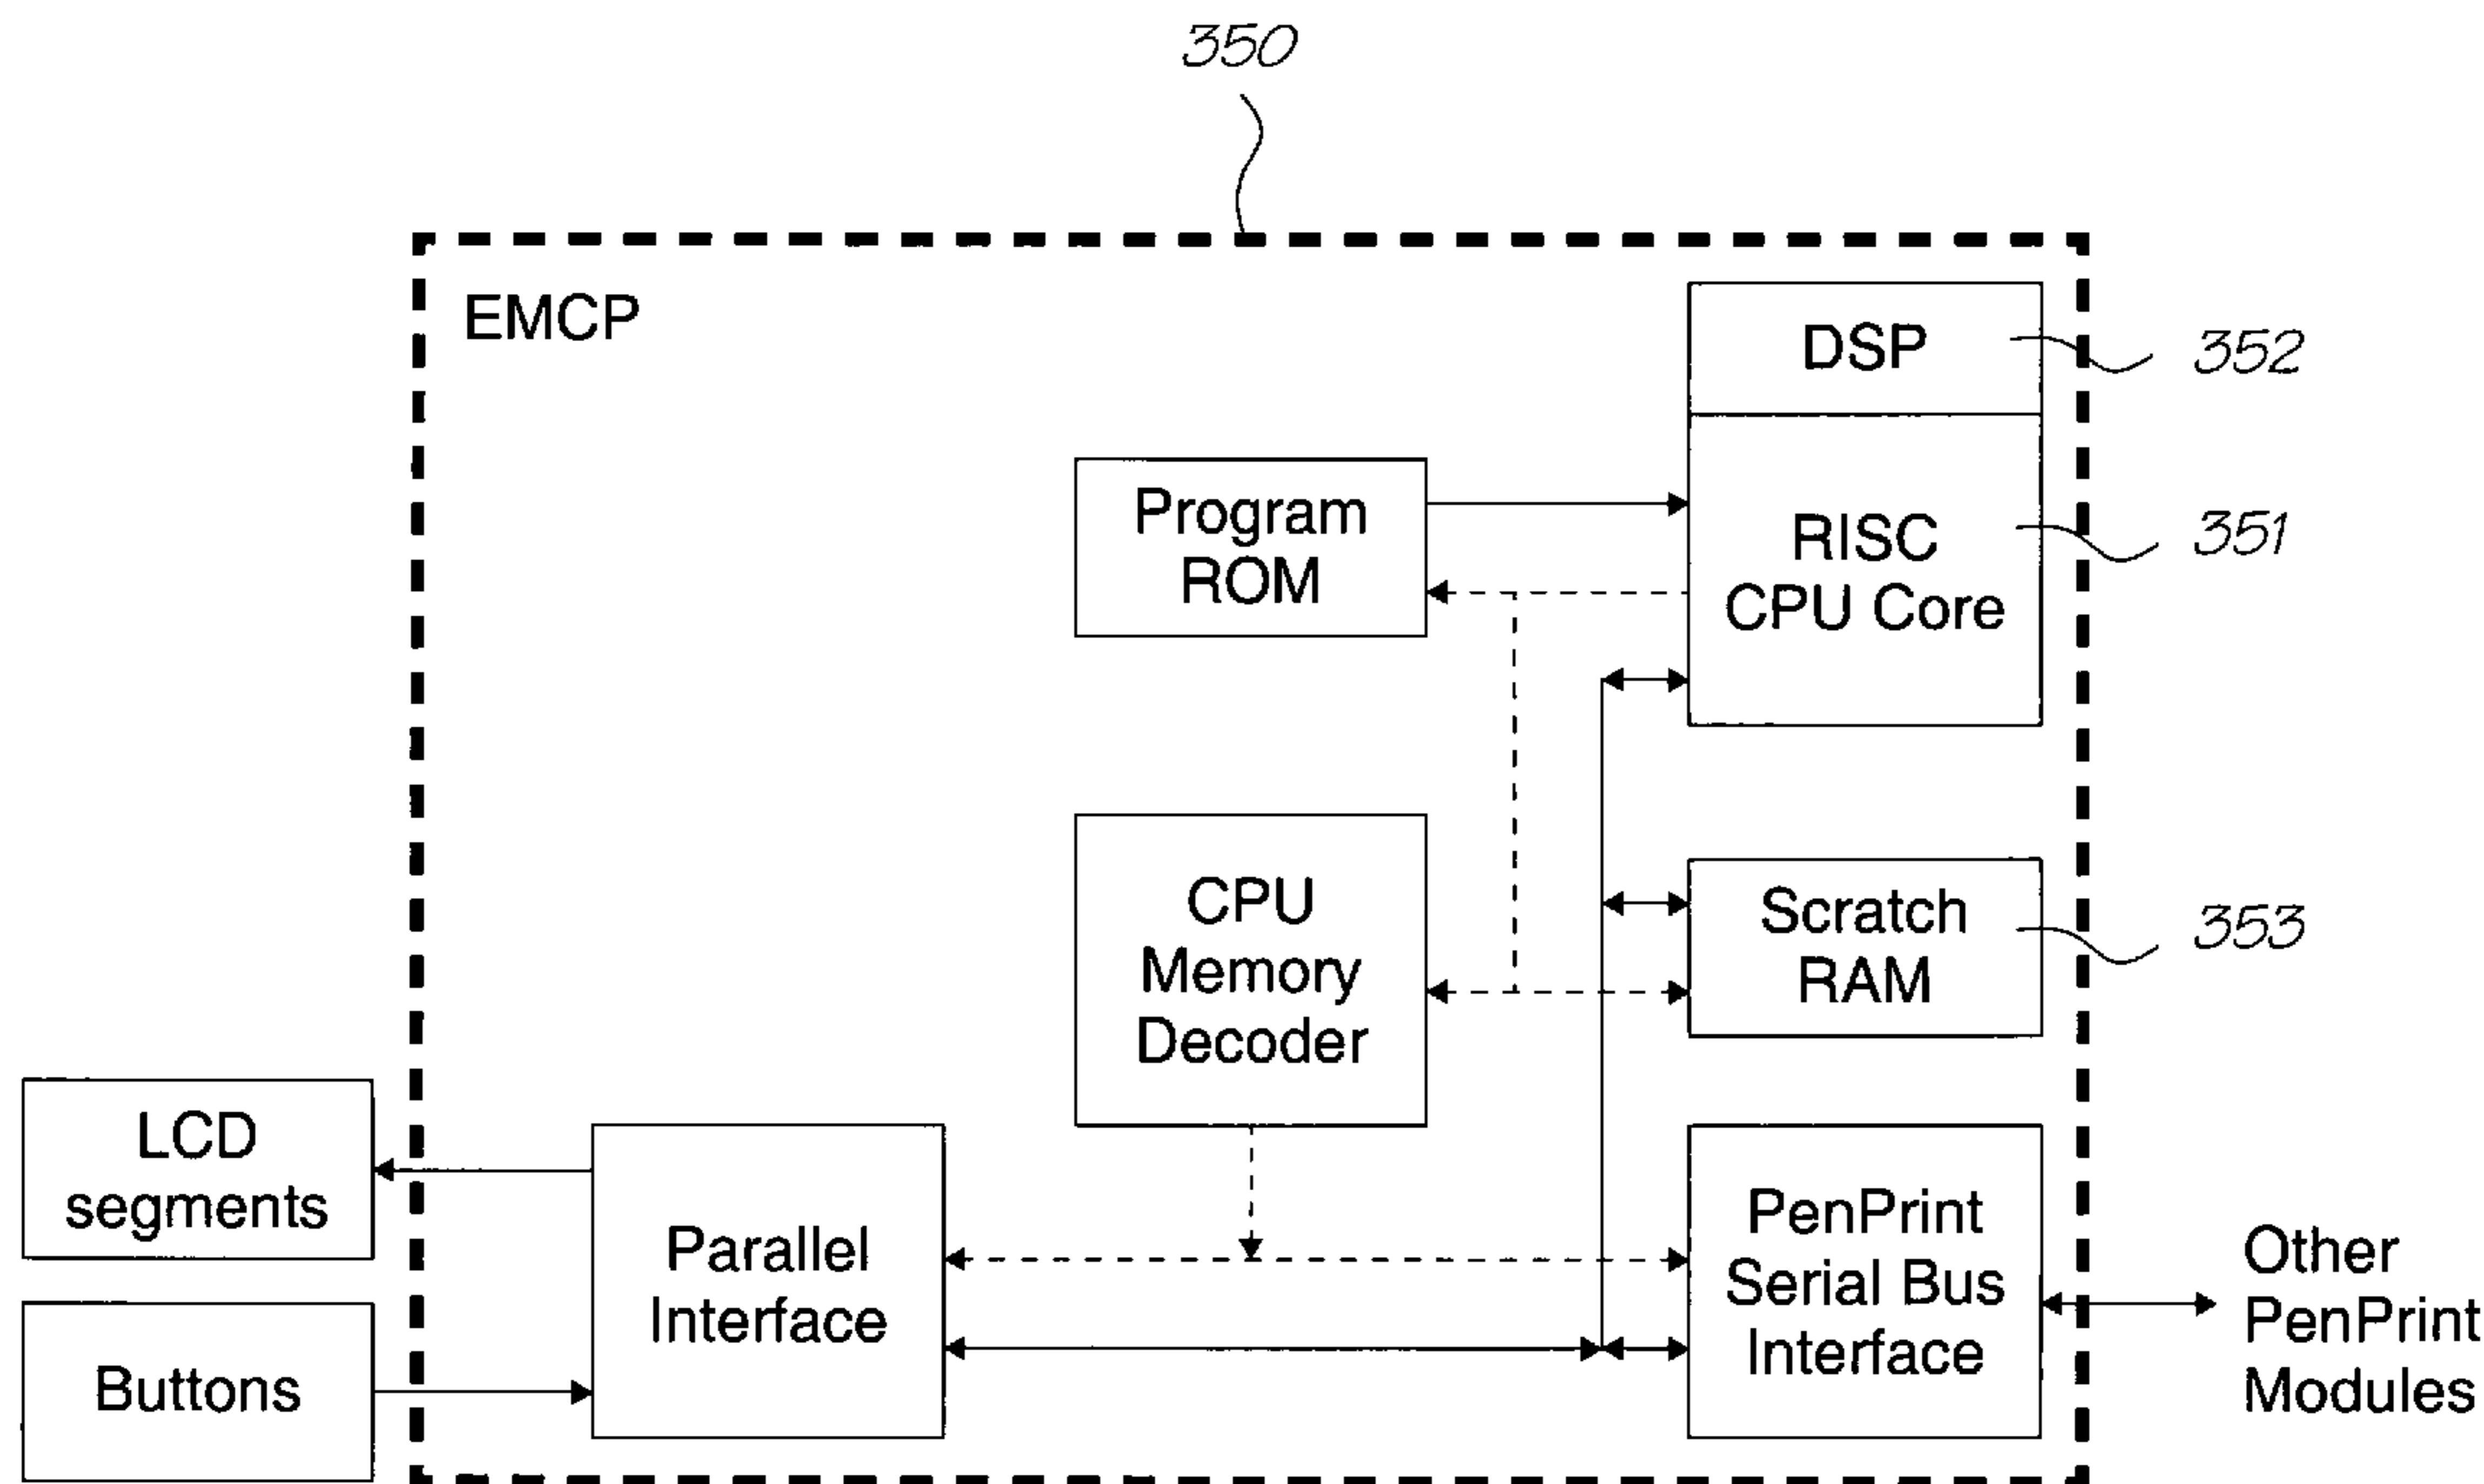 350
EMCP
DSP
352
Program
ROM
RISC
CPU Core
351
CPU
Memory
Decoder
Scratch
RAM
353
LCD
segments
Parallel
Interface
PenPrint
Serial Bus
Interface
Other
PenPrint
Modules
Buttons